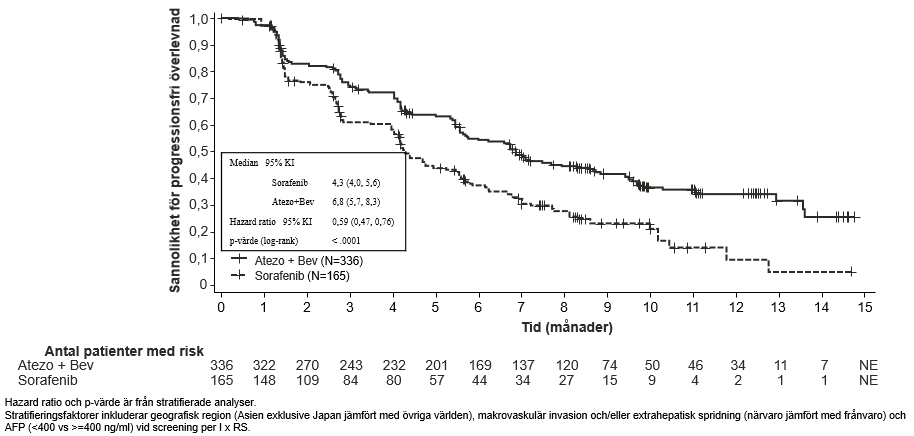 Sannolikhet för progressionsfri överlevnad
1,0
0,9
0,8
0,7
0,6
0,5
0,4
0,3
0,2
0,1
0
Median 95% KI
Sorafenib 4,3 (4,0, 5,6)
Atezo+Bev 6,8 (5,7, 8,3)
Hazard ratio 95% KI 0,59 (0,47, 0,76)
p-värde (log-rank) < .0001
Atezo + Bev (N=336)
Sorafenib (N=165)
0 1 2 3 4 5 6 7 8 9 10 11 12 13 14 15
Tid (månader)
Antal patienter med risk
Atezo + Bev 336 322 270 243 232 201 169 137 120 74 50 46 34 11 7 NE
Sorafenib 165 148 109 84 80 57 44 34 27 15 9 4 2 1 1 NE
Hazard ratio och p-värde är från stratifierade analyser.
Stratifieringsfaktorer inkluderar geografisk region (Asien exklusive Japan jämfört med övriga världen), makrovaskulär invasion och/eller extrahepatisk spridning (närvaro jämfört med frånvaro) och
AFP (<400 vs >=400 ng/ml) vid screening per I x RS.